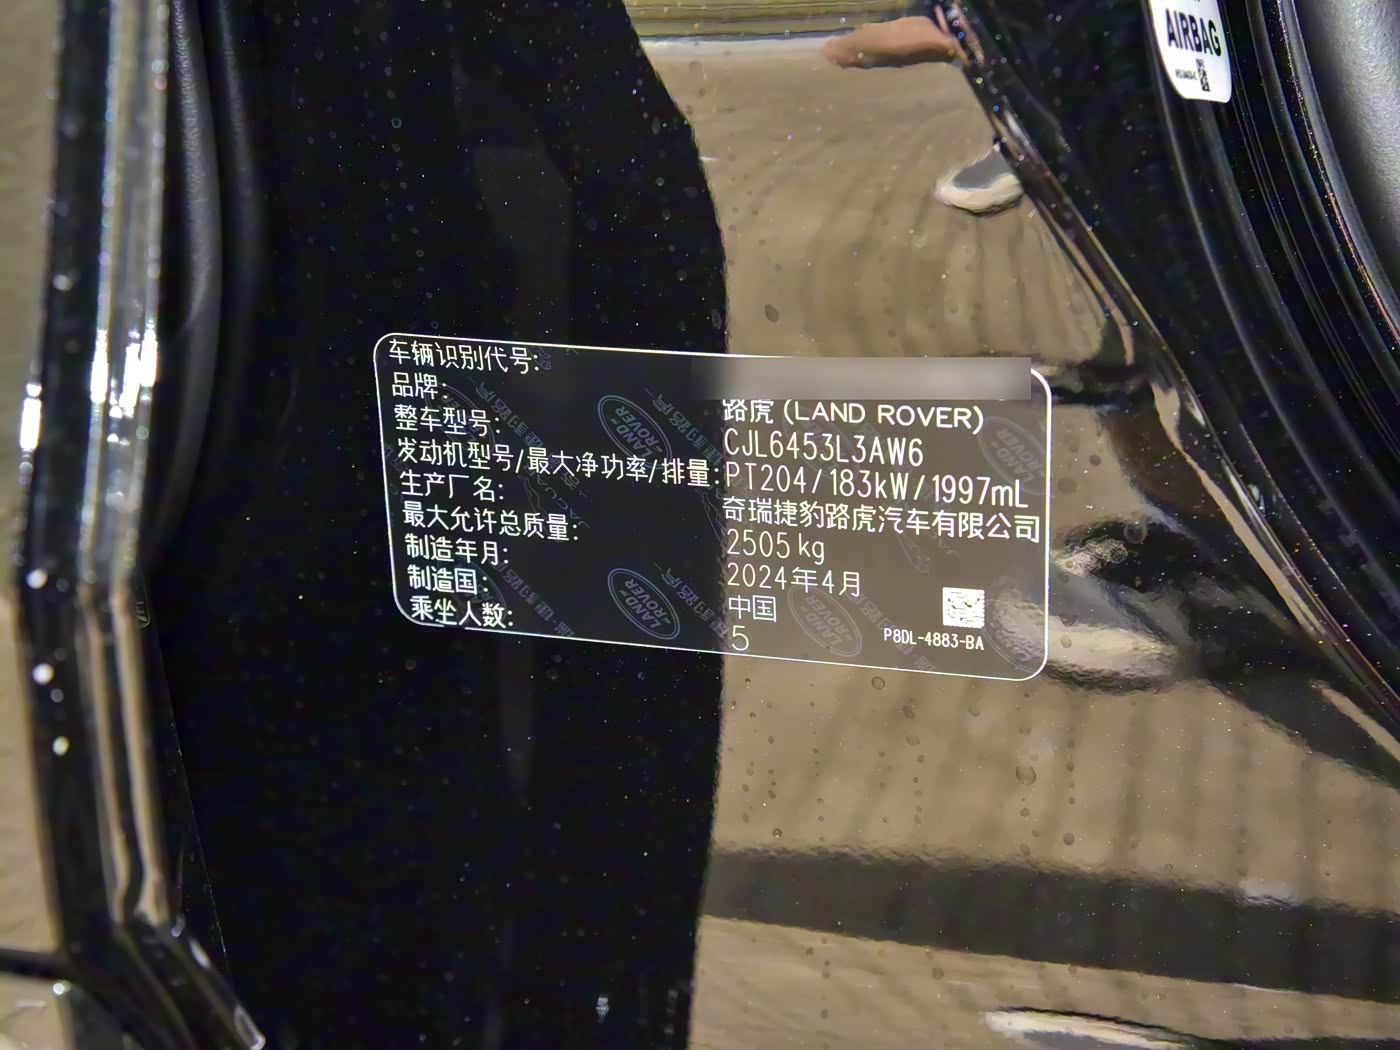 AIRBAG
车辆识别代号:
品牌: 路虎 (LAND ROVER)
整车型号: CJL6453L3AW6
发动机型号/最大净功率/排量: PT204/183kW/1997mL
生产厂名: 奇瑞捷豹路虎汽车有限公司
最大允许总质量: 2505kg
制造年月: 2024年4月
制造国: 中国
乘坐人数: 5
P8DL-4883-BA